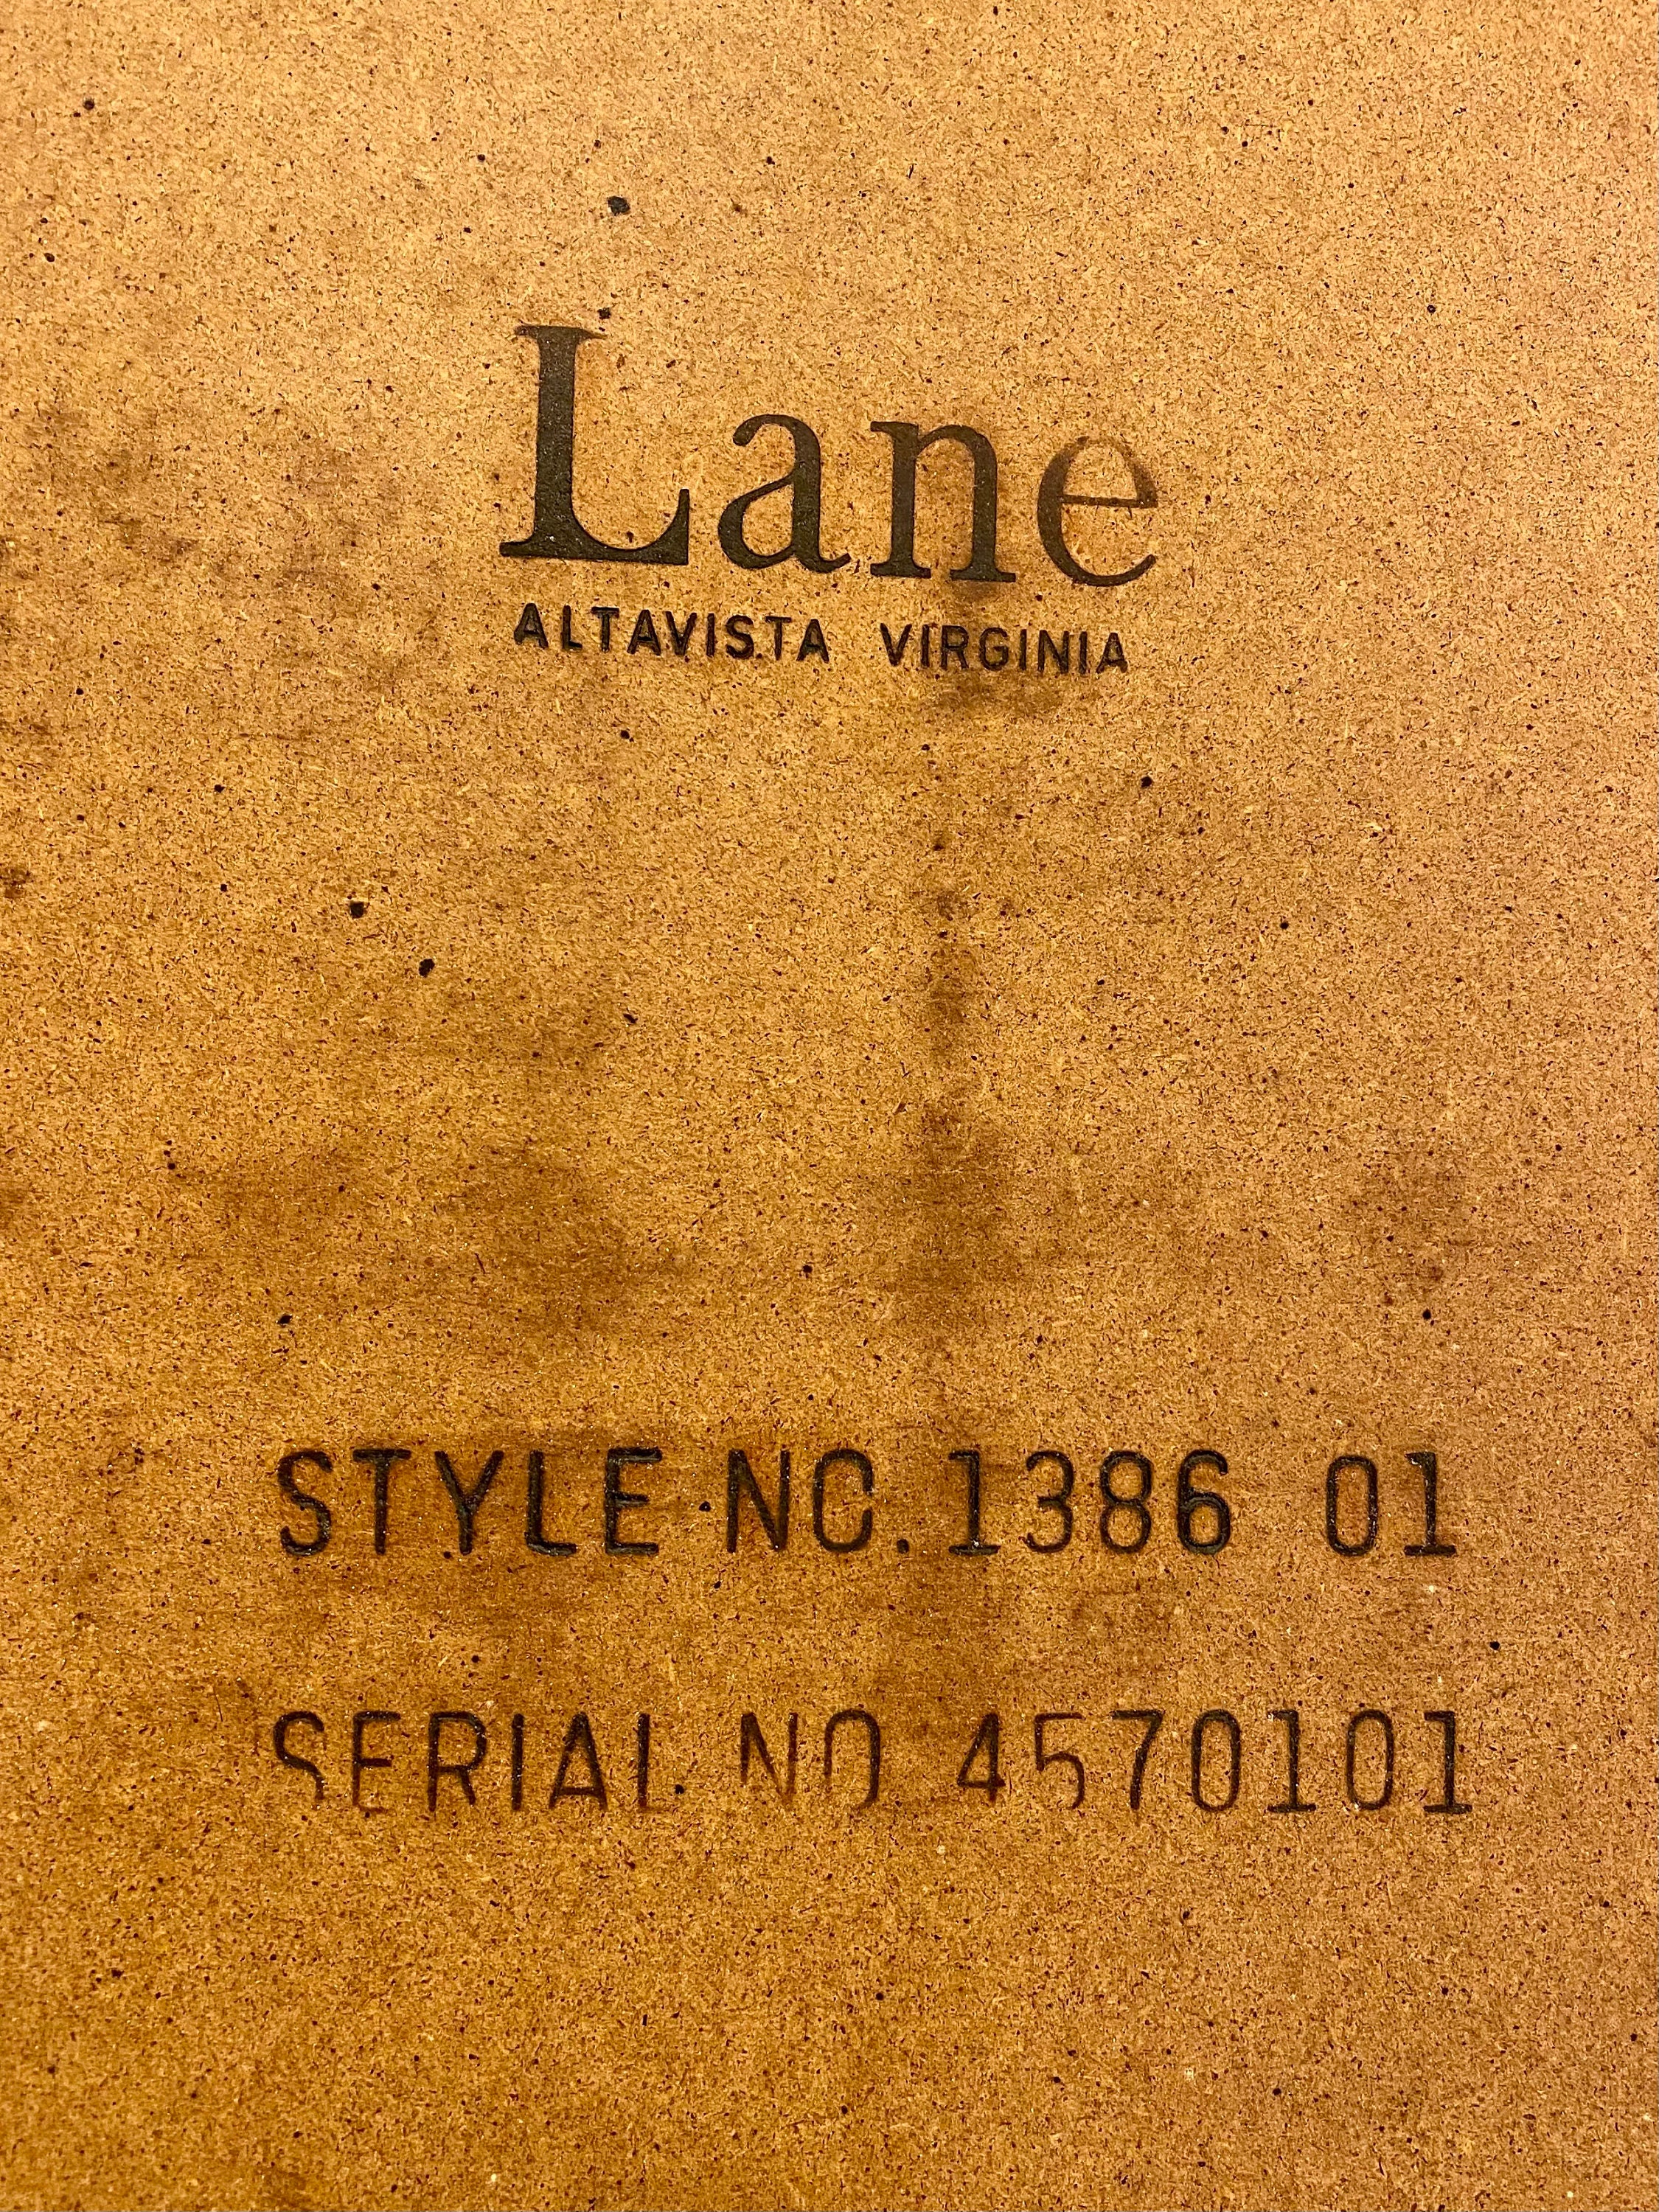 Lane
ALTAVISTA VIRGINIA
STYLE NO. 1386 01
SERIAL NO 4570101